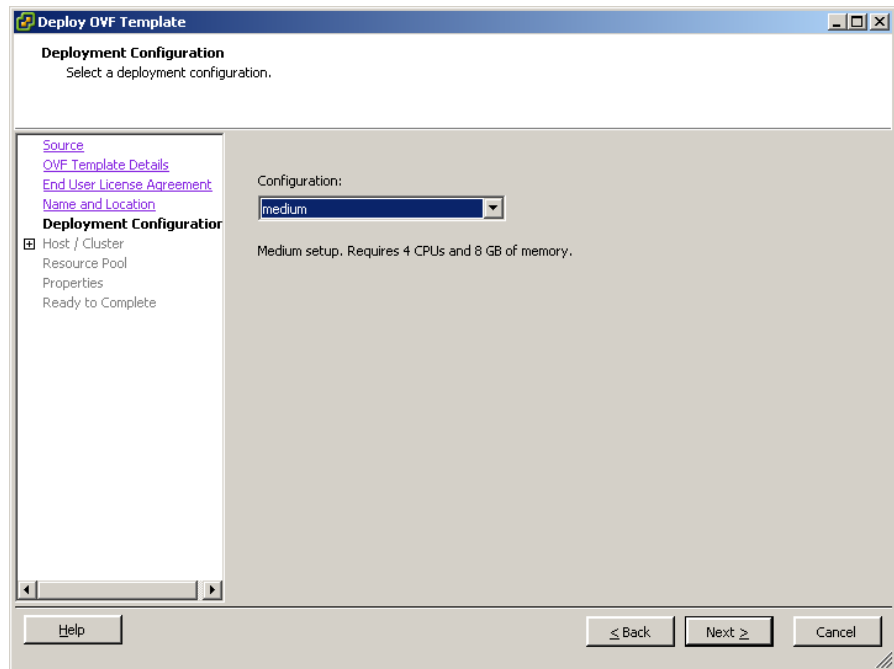 Deploy OVF Template
Deployment Configuration
Select a deployment configuration.
Source
OVF Template Details
End User License Agreement
Name and Location
Deployment Configuration
Host / Cluster
Resource Pool
Properties
Ready to Complete
Configuration:
medium
Medium setup. Requires 4 CPUs and 8 GB of memory.
Help
< Back
Next >
Cancel